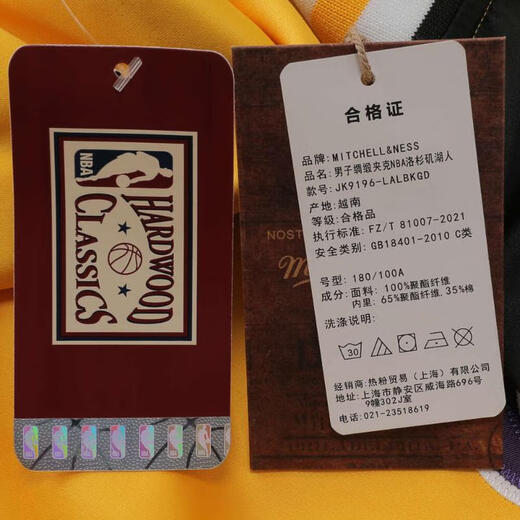 NBA
HARDWOOD
CLASSICS
NOST
合格证
品牌: MITCHELL&NESS
品名: 男子绸缎夹克NBA洛杉矶湖人
款号: JK9196-LALBKGD
产地: 越南
等级: 合格品
执行标准: FZ/T 81007-2021
安全类别: GB18401-2010 C类
号型: 180/100A
成分: 面料: 100%聚酯纤维
内里: 65%聚酯纤维, 35%棉
洗涤说明:
30
经销商: 热粉贸易（上海）有限公司
地址: 上海市静安区威海路696号
9幢302J室
电话: 021-23518619